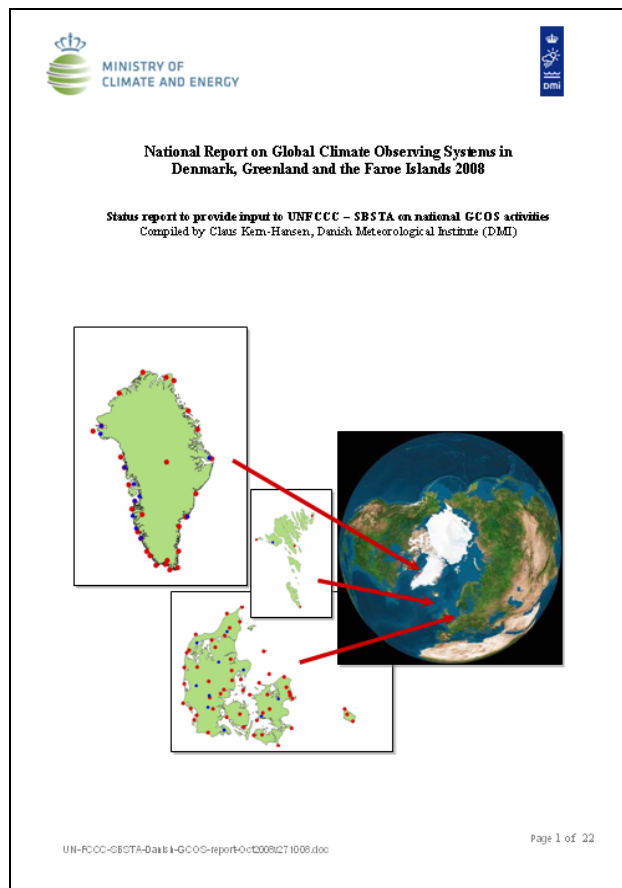 MINISTRY OF
CLIMATE AND ENERGY
DMI
National Report on Global Climate Observing Systems in
Denmark, Greenland and the Faroe Islands 2008
Status report to provide input to UNFCCC – SBSTA on national GCOS activities
Compiled by Claus Kern-Hansen, Danish Meteorological Institute (DMI)
Page 1 of 22
UN-FCCC-SBSTA-Danish-GCOS-report-Oct2008v271008.doc